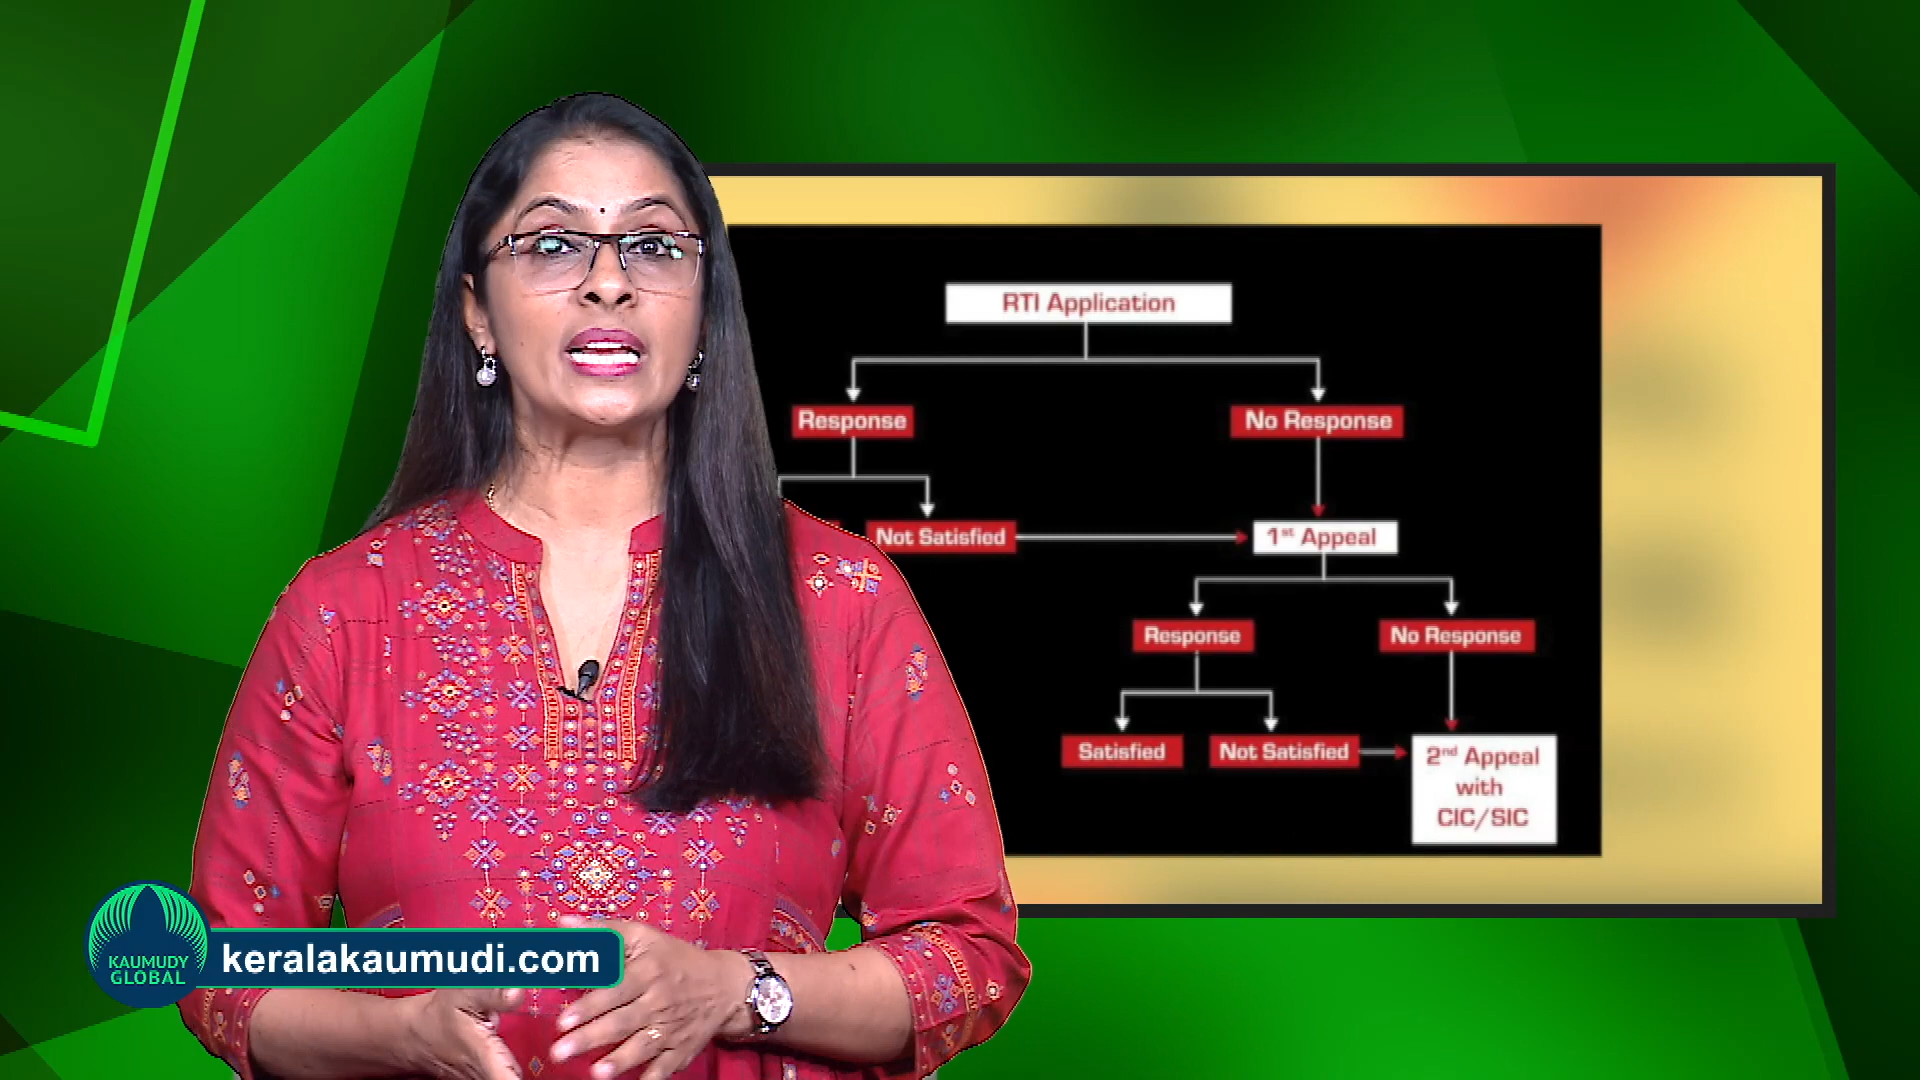 RTI Application
Response
No Response
Not Satisfied
1st Appeal
Response
No Response
Satisfied
Not Satisfied
2nd Appeal
with
CIC/SIC
KAUMUDY
GLOBAL
keralakaumudi.com